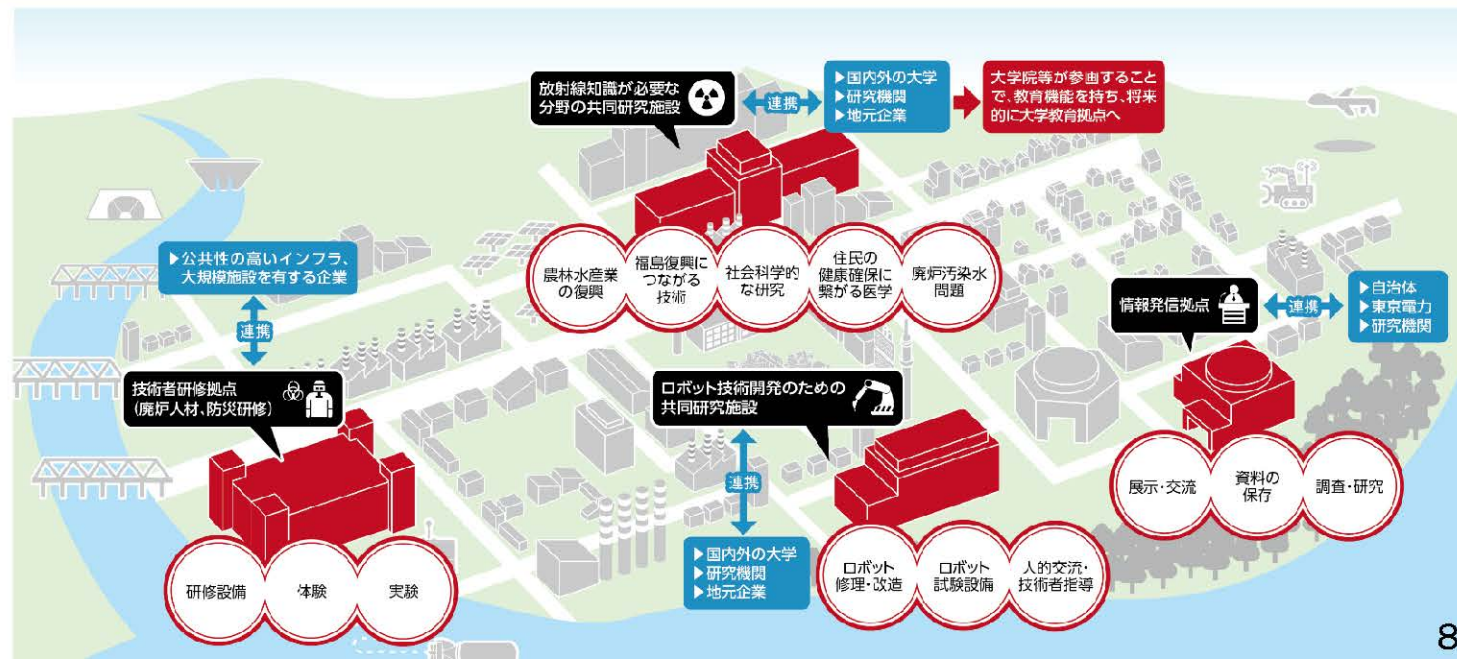 放射線知識が必要な
分野の共同研究施設
連携
▶国内外の大学
▶研究機関
▶地元企業
大学院等が参画すること
で、教育機能を持ち、将来
的に大学教育拠点へ
農林水産業
の復興
福島復興に
つながる
技術
社会科学的
な研究
住民の
健康確保に
繋がる医学
廃炉汚染水
問題
▶公共性の高いインフラ、
大規模施設を有する企業
連携
技術者研修拠点
(廃炉人材、防災研修)
研修設備
体験
実験
ロボット技術開発のための
共同研究施設
連携
▶国内外の大学
▶研究機関
▶地元企業
ロボット
修理・改造
ロボット
試験設備
人的交流・
技術者指導
情報発信拠点
連携
▶自治体
▶東京電力
▶研究機関
展示・交流
資料の
保存
調査・研究
8